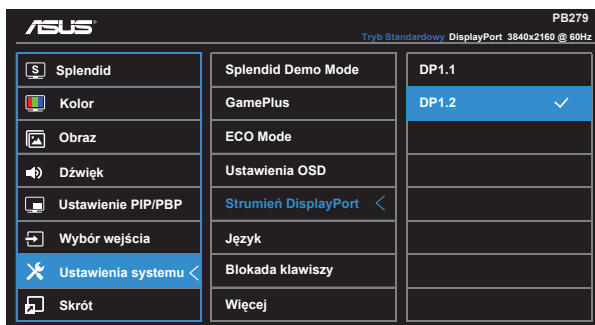 ASUS
PB279
Tryb Standardowy DisplayPort 3840x2160 @ 60Hz
S Splendid
Kolor
Obraz
Dźwięk
Ustawienie PIP/PBP
Wybór wejścia
Ustawienia systemu
Skrót
Splendid Demo Mode
GamePlus
ECO Mode
Ustawienia OSD
Strumień DisplayPort
Język
Blokada klawiszy
Więcej
DP1.1
DP1.2